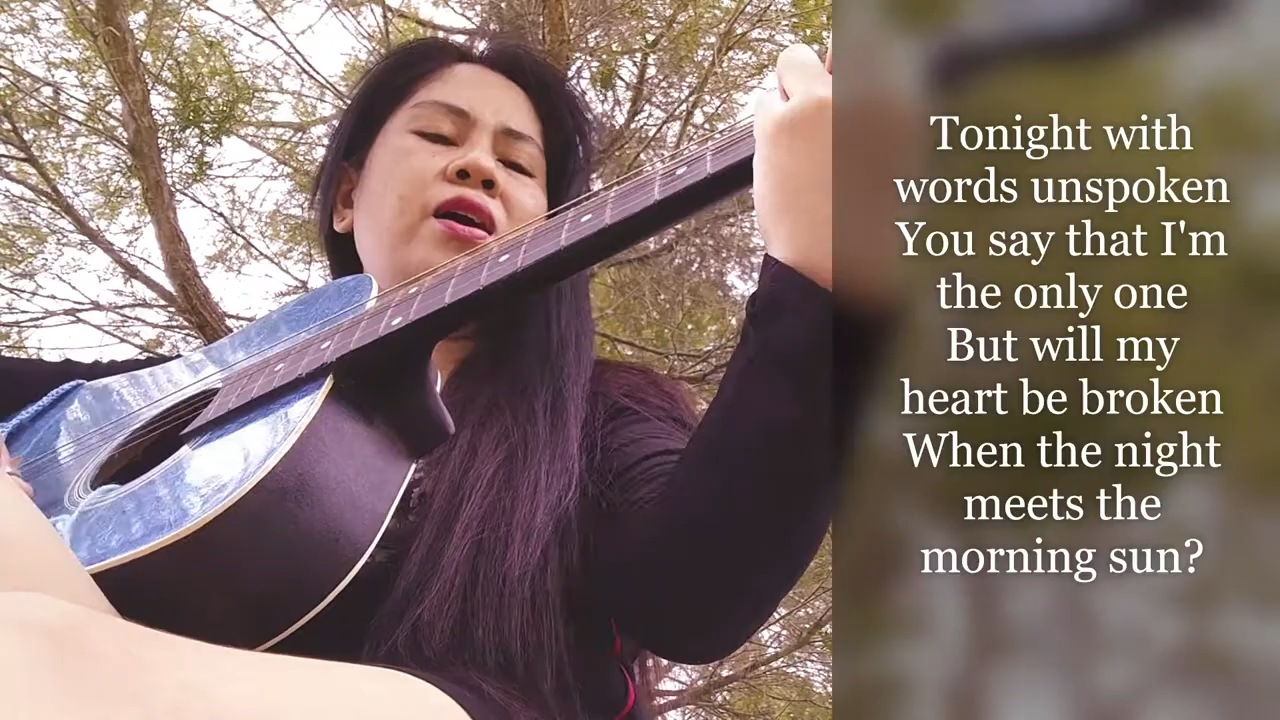 Tonight with
words unspoken
You say that I'm
the only one
But will my
heart be broken
When the night
meets the
morning sun?